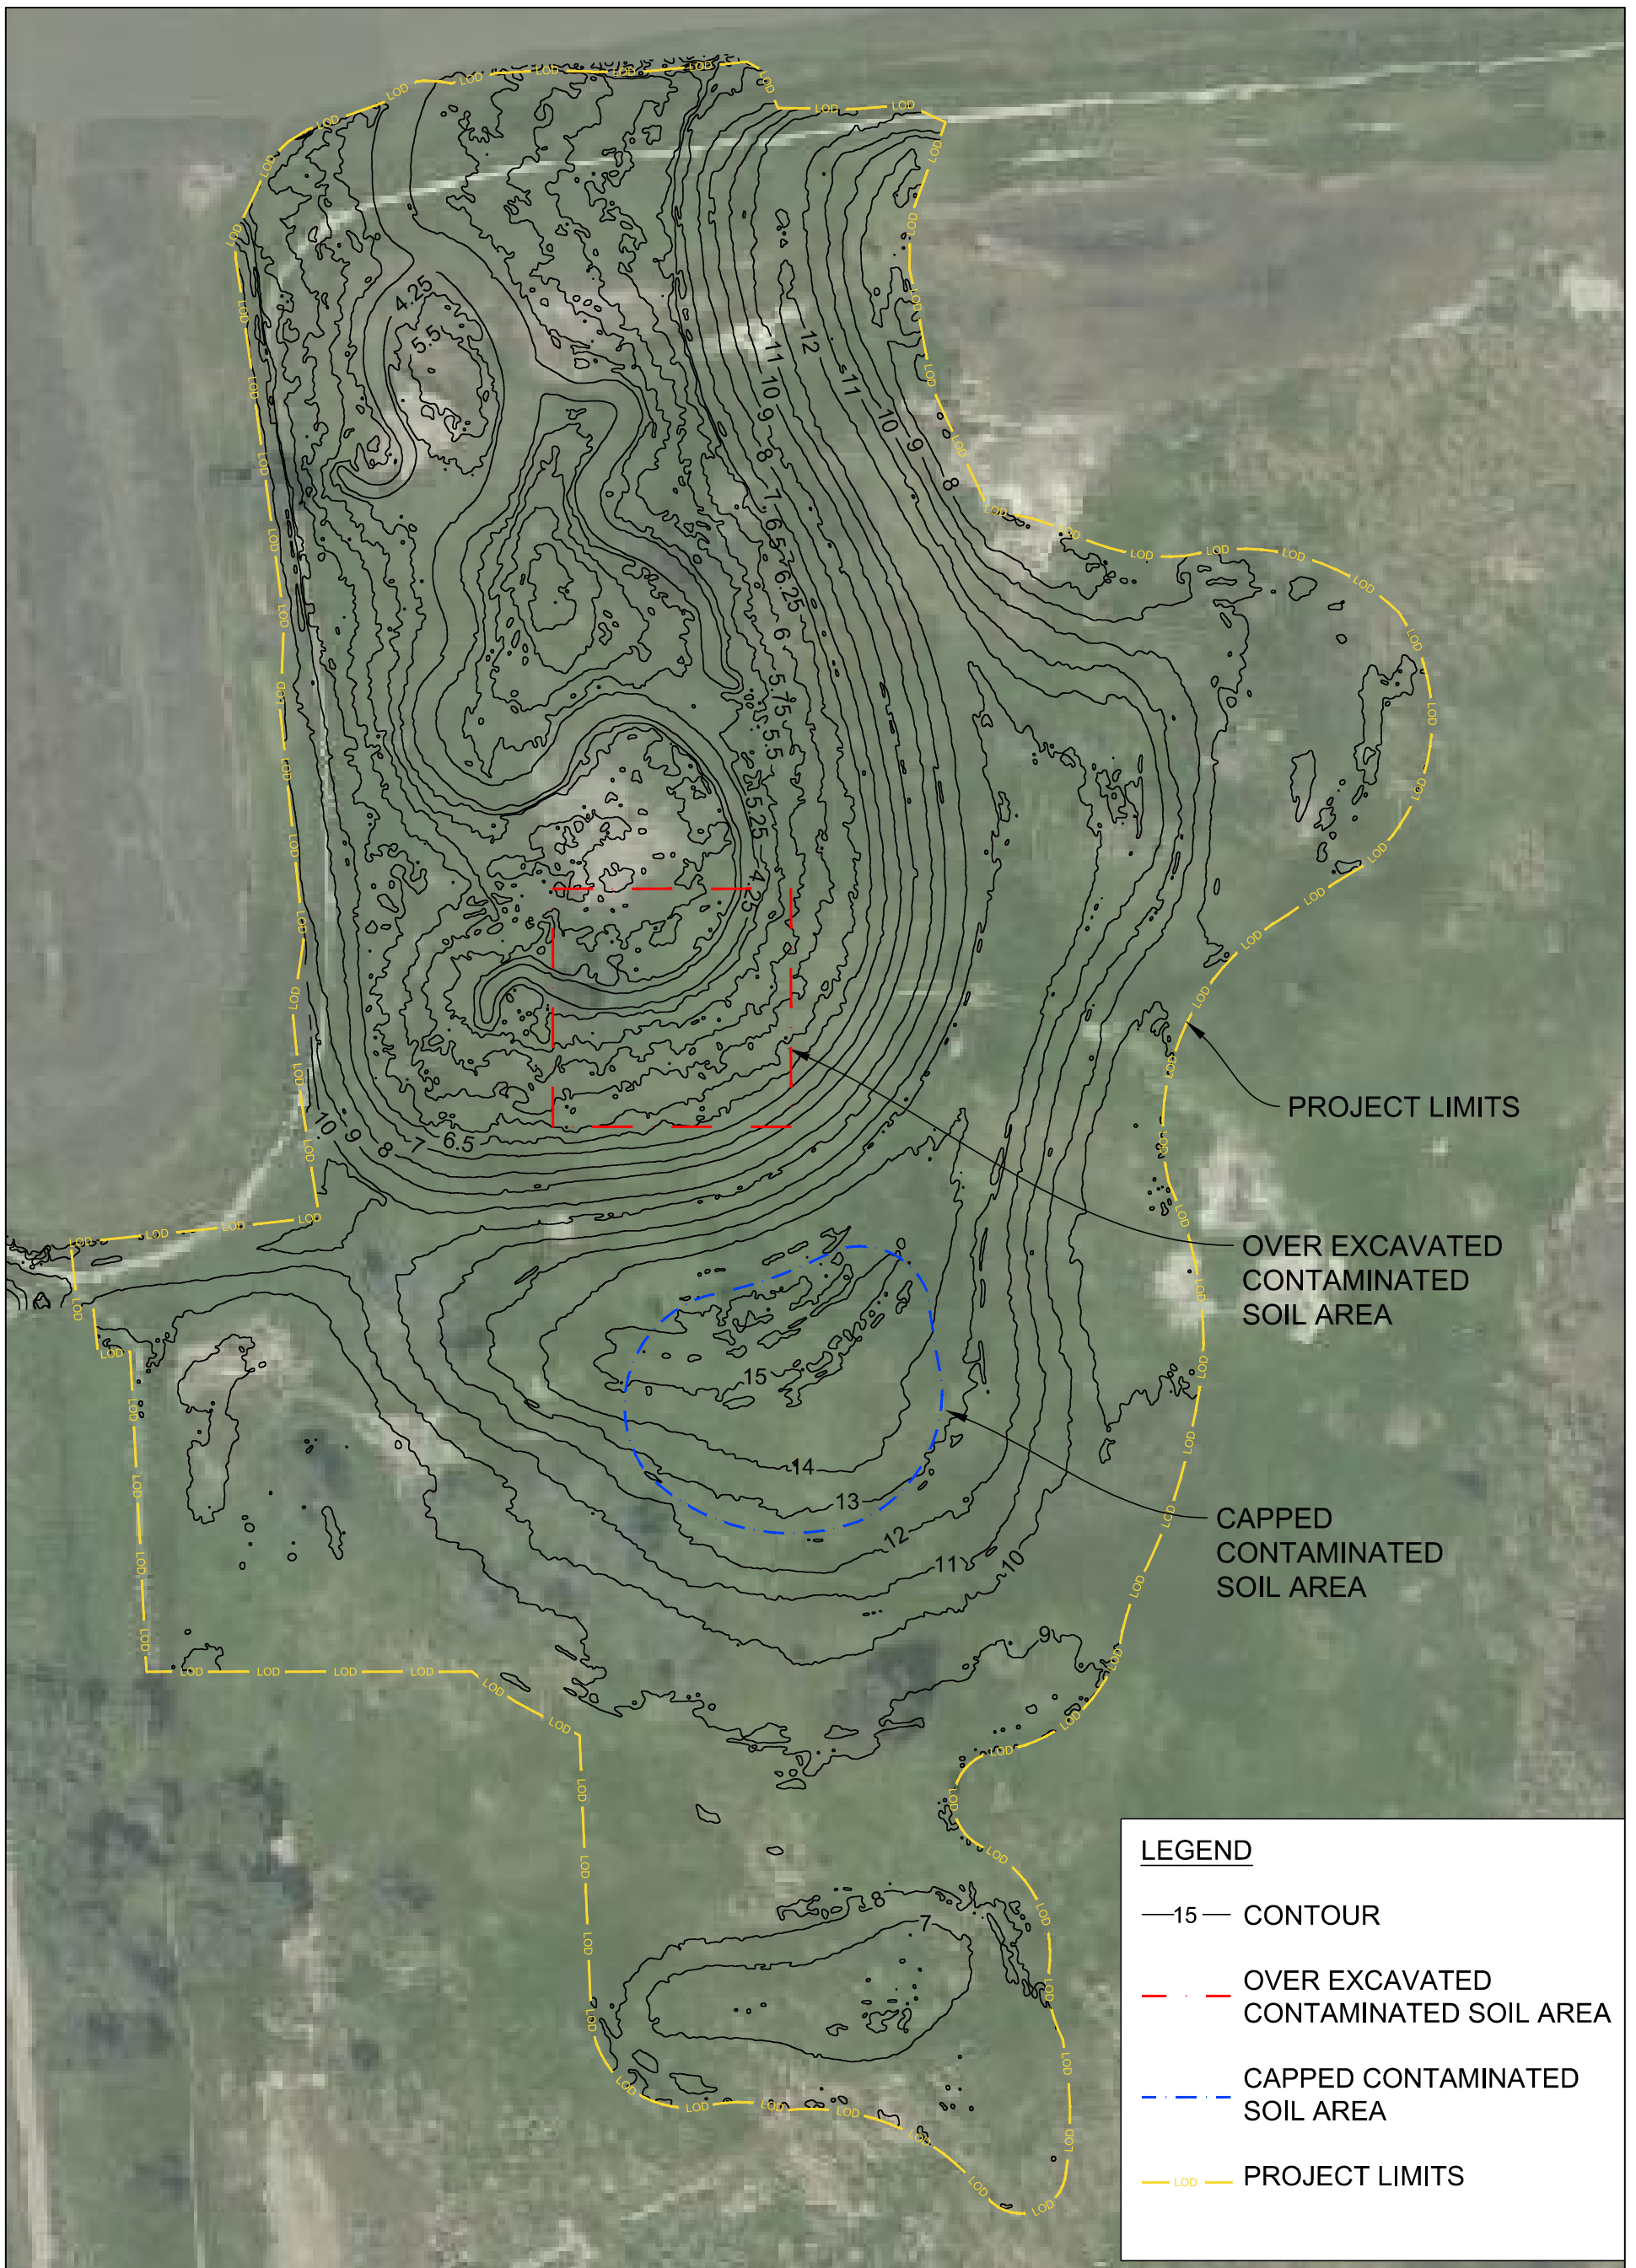 4.25
5.5
12
11
11
10
10
9
9
8
8
7
6.5
6.25
6
5.75
5.5
5.25
4.25
10
9
8
7
6.5
PROJECT LIMITS
OVER EXCAVATED
CONTAMINATED
SOIL AREA
15
14
13
12
11
10
CAPPED
CONTAMINATED
SOIL AREA
9
8
7
LOD
LEGEND
15 CONTOUR
OVER EXCAVATED
CONTAMINATED SOIL AREA
CAPPED CONTAMINATED
SOIL AREA
LOD PROJECT LIMITS